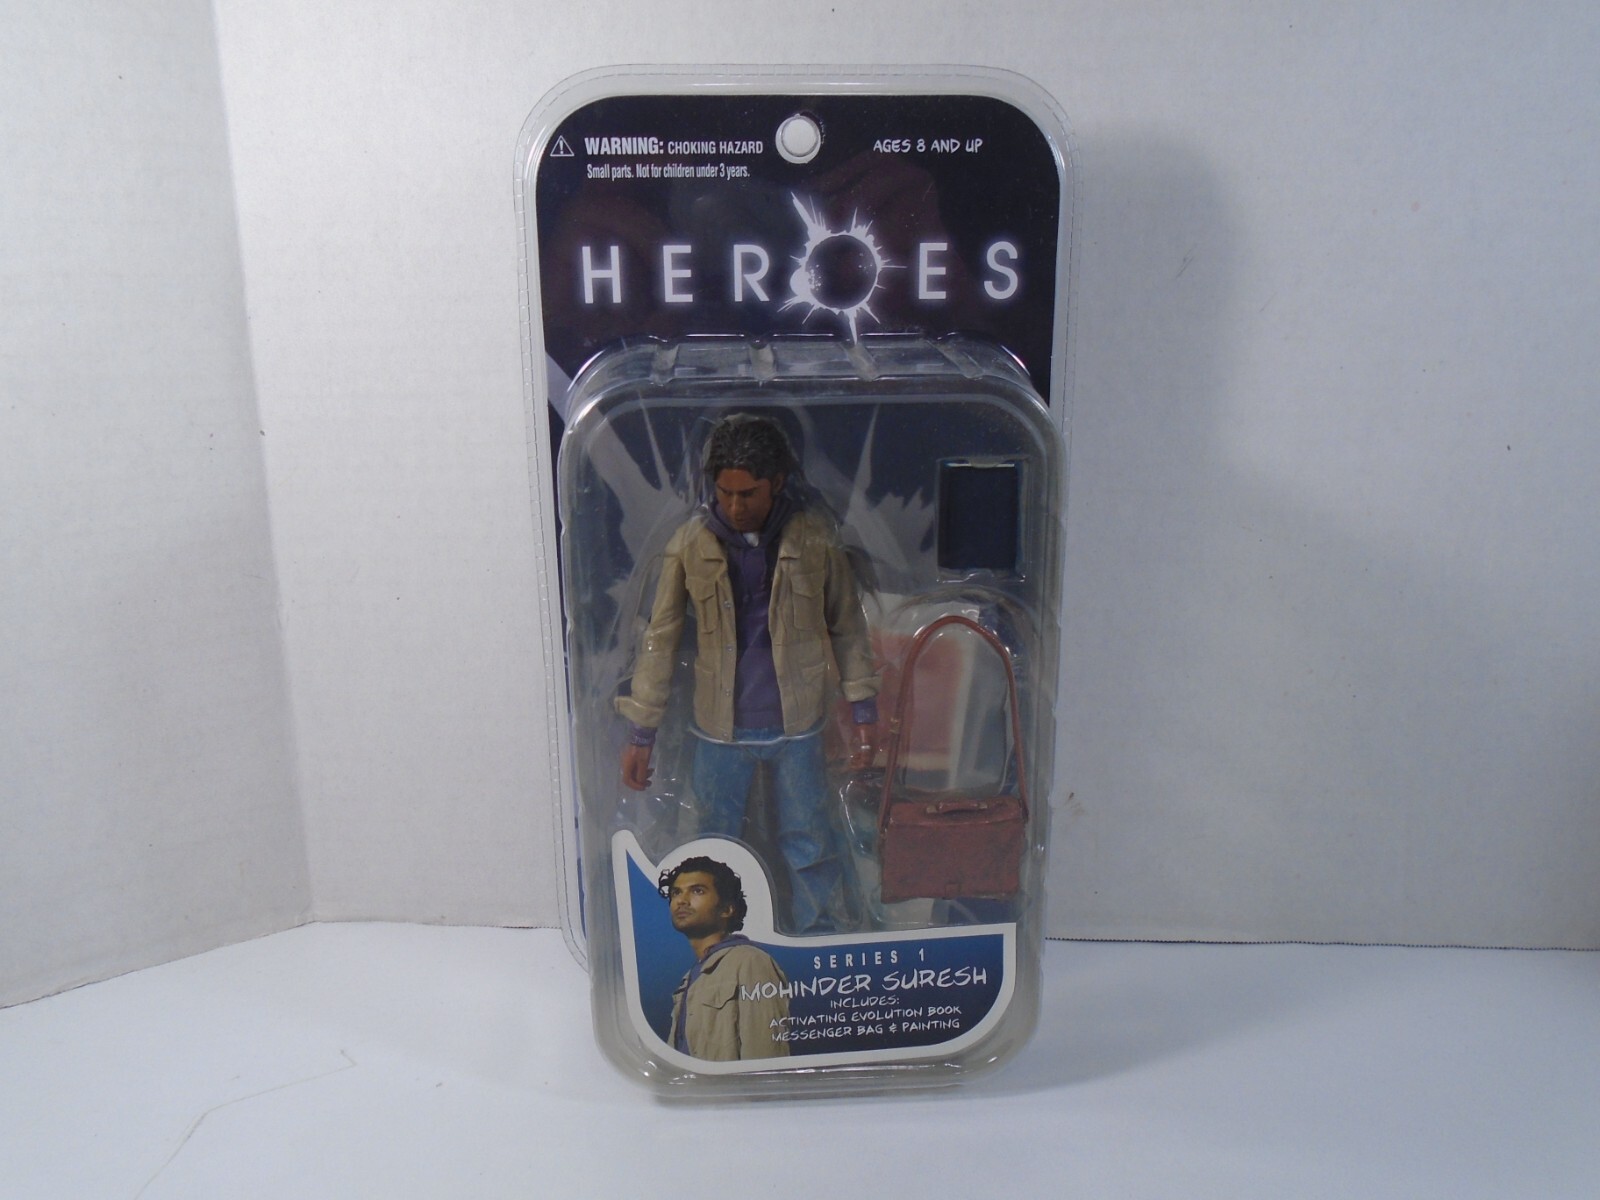 WARNING: CHOKING HAZARD
Small parts. Not for children under 3 years.
AGES 8 AND UP
HEROES
SERIES 1
MOHINDER SURESH
INCLUDES:
ACTIVATING EVOLUTION BOOK
MESSENGER BAG & PAINTING